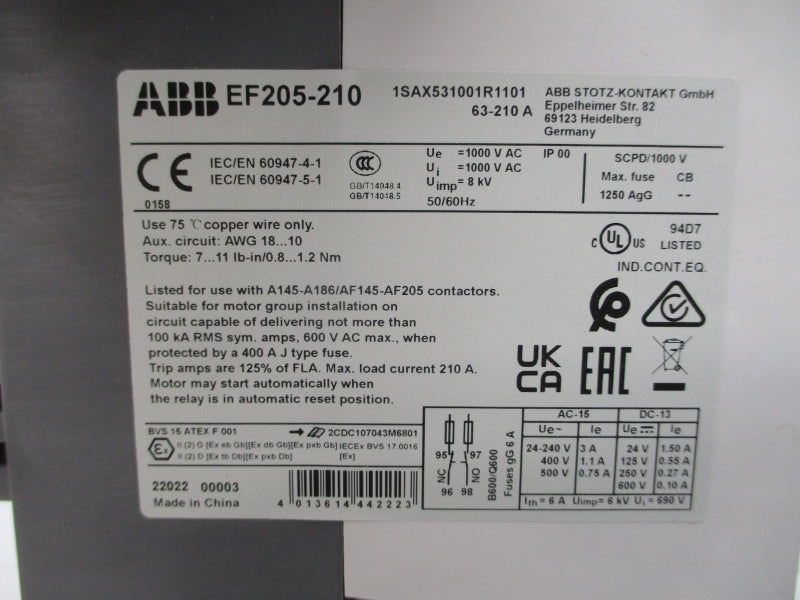 ABB EF205-210
1SAX531001R1101
63-210 A
ABB STOTZ-KONTAKT GmbH
Eppelheimer Str. 82
69123 Heidelberg
Germany
CE
0158
IEC/EN 60947-4-1
IEC/EN 60947-5-1
CCC
GB/T14048.4
GB/T14048.5
Ue =1000 V AC
Ui =1000 V AC
Uimp = 8 kV
50/60Hz
IP 00
SCPD/1000 V
Max. fuse CB
1250 AgG --
Use 75 ℃ copper wire only.
Aux. circuit: AWG 18...10
Torque: 7...11 lb-in/0.8...1.2 Nm
c UL us
94D7
LISTED
IND.CONT.EQ.
Listed for use with A145-A186/AF145-AF205 contactors.
Suitable for motor group installation on
circuit capable of delivering not more than
100 kA RMS sym. amps, 600 V AC max., when
protected by a 400 A J type fuse.
Trip amps are 125% of FLA. Max. load current 210 A.
Motor may start automatically when
the relay is in automatic reset position.
UK
CA
EAC
BVS 15 ATEX F 001
2CDC107043M6801
Ex
II (2) G [Ex eb Gb][Ex db Gb][Ex pxb Gb] IECEx BVS 17 0016
II (2) D [Ex tb Db][Ex pxb Db] [Ex]
22022 00003
Made in China
4 013614 442223
95 97
NC NO
96 98
B600/Q600
Fuses gG 6 A
AC-15 DC-13
Ue~ Ie Ue⎓ Ie
24-240 V 3 A 24 V 1.50 A
400 V 1.1 A 125 V 0.55 A
500 V 0.75 A 250 V 0.27 A
600 V 0.10 A
Ith = 6 A Uimp = 6 kV Ui = 690 V